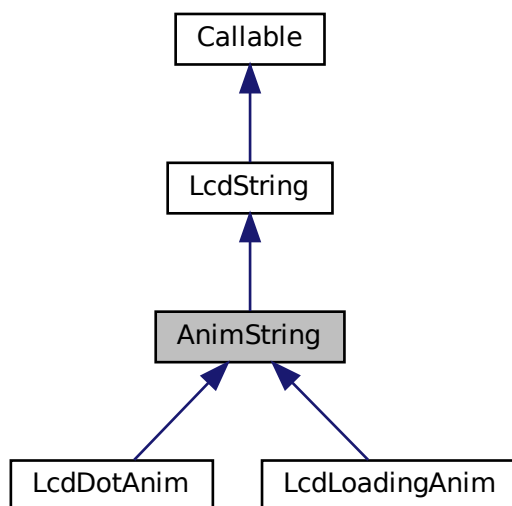 Callable
LcdString
AnimString
LcdDotAnim
LcdLoadingAnim